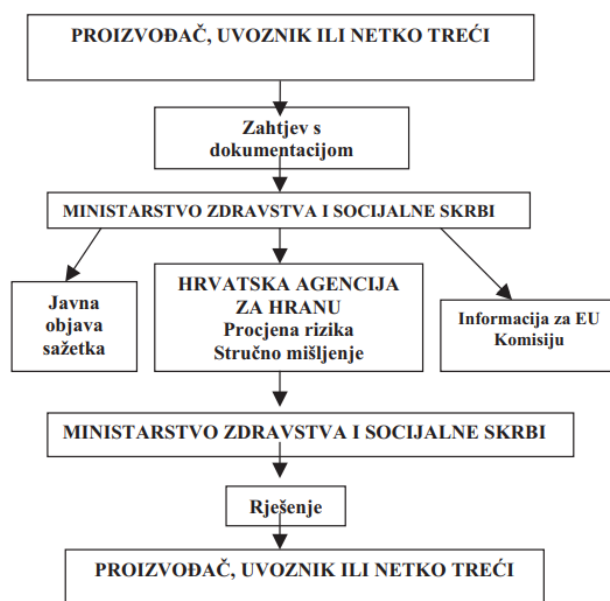 PROIZVOĐAČ, UVOZNIK ILI NETKO TREĆI
Zahtjev s
dokumentacijom
MINISTARSTVO ZDRAVSTVA I SOCIJALNE SKRBI
Javna
objava
sažetka
HRVATSKA AGENCIJA
ZA HRANU
Procjena rizika
Stručno mišljenje
Informacija za EU
Komisiju
MINISTARSTVO ZDRAVSTVA I SOCIJALNE SKRBI
Rješenje
PROIZVOĐAČ, UVOZNIK ILI NETKO TREĆI